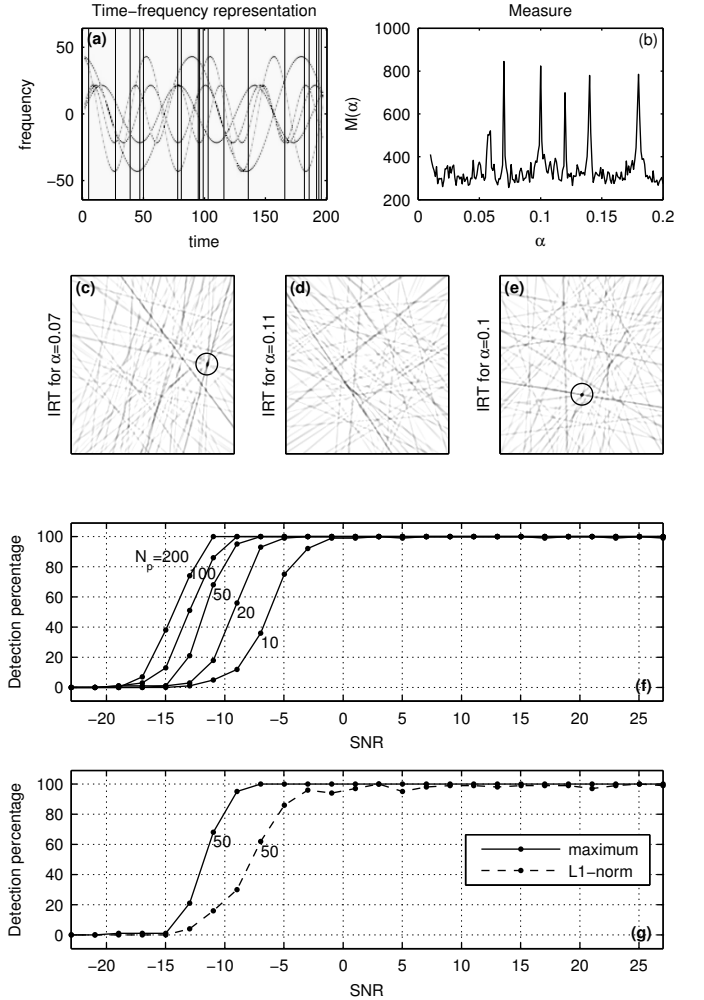 Time−frequency representation
(a)
50
0
−50
frequency
0
50
100
150
200
time
Measure
(b)
1000
800
600
400
200
M(α)
0
0.05
0.1
0.15
0.2
α
(c)
IRT for α=0.07
(d)
IRT for α=0.11
(e)
IRT for α=0.1
100
80
60
40
20
0
Detection percentage
Np=200
100
50
20
10
(f)
−20
−15
−10
−5
0
5
10
15
20
25
SNR
100
80
60
40
20
0
Detection percentage
50
50
maximum
L1−norm
(g)
−20
−15
−10
−5
0
5
10
15
20
25
SNR